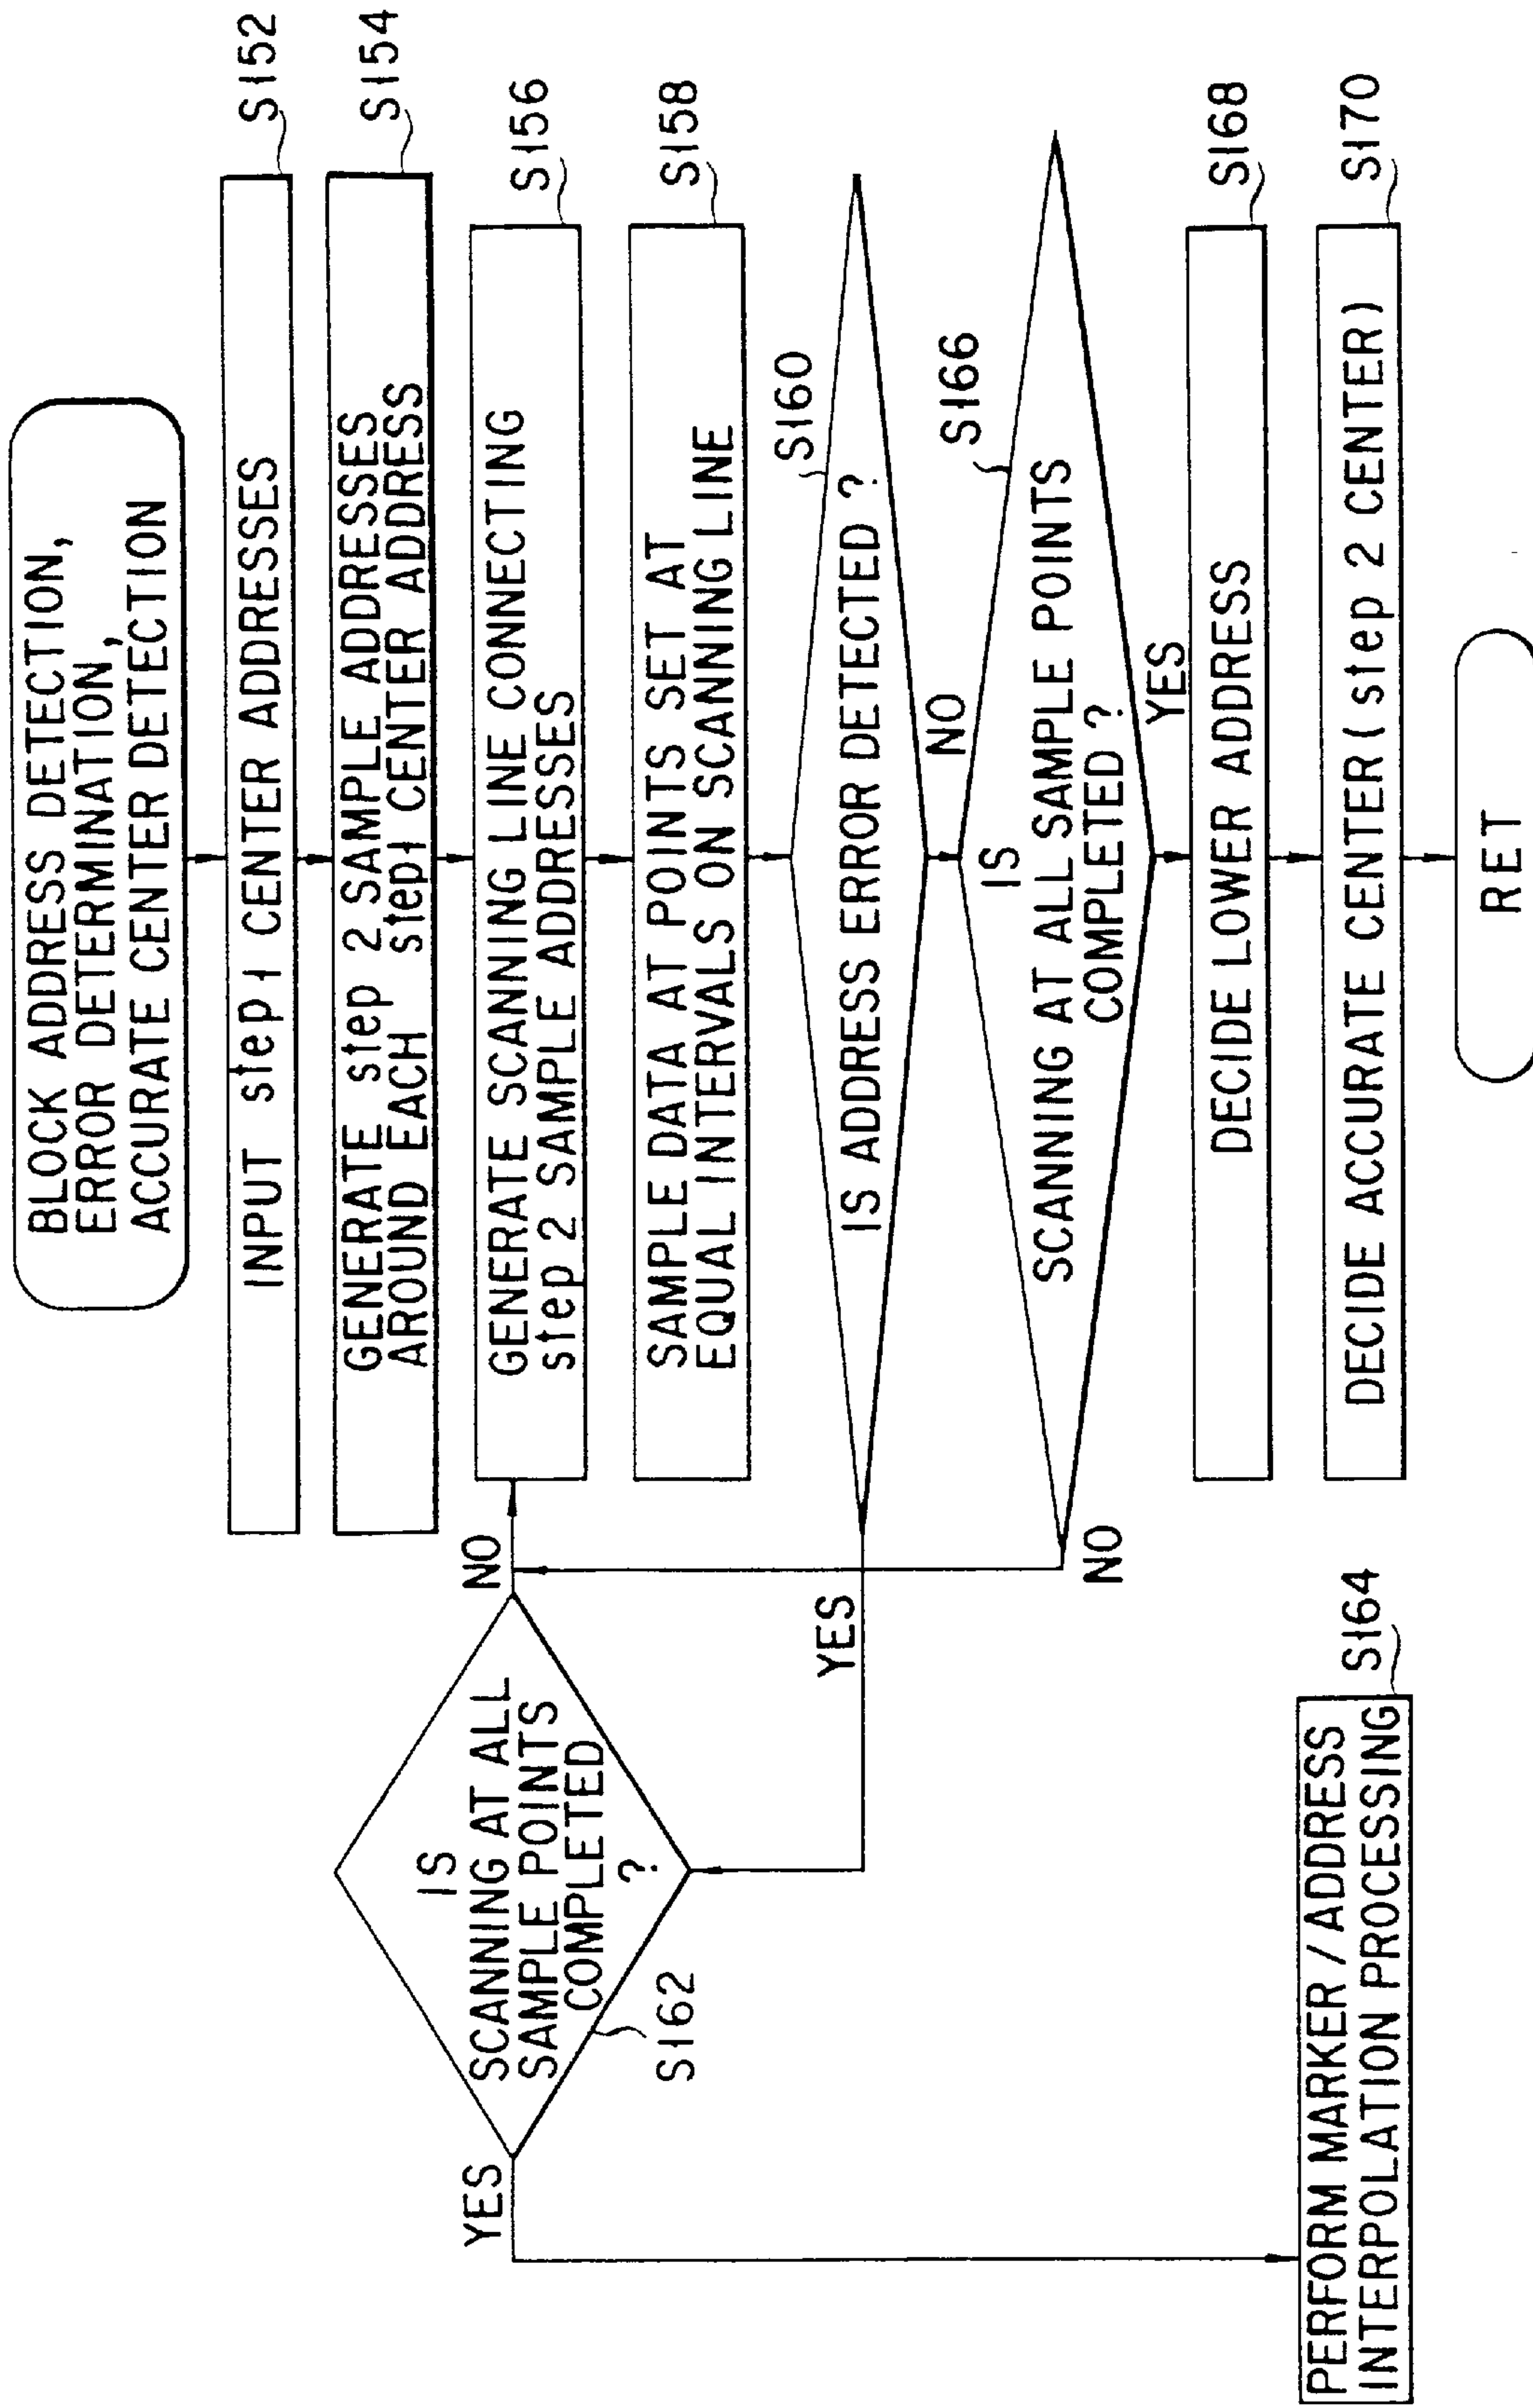 BLOCK ADDRESS DETECTION,
ERROR DETERMINATION,
ACCURATE CENTER DETECTION
INPUT step1 CENTER ADDRESSES
S152
GENERATE step 2 SAMPLE ADDRESSES
AROUND EACH step1 CENTER ADDRESS
S154
GENERATE SCANNING LINE CONNECTING
step 2 SAMPLE ADDRESSES
S156
SAMPLE DATA AT POINTS SET AT
EQUAL INTERVALS ON SCANNING LINE
S158
IS ADDRESS ERROR DETECTED ?
S160
YES
NO
IS
SCANNING AT ALL
SAMPLE POINTS
COMPLETED
?
S162
NO
YES
PERFORM MARKER / ADDRESS
INTERPOLATION PROCESSING
S164
IS
SCANNING AT ALL SAMPLE POINTS
COMPLETED ?
S166
NO
YES
DECIDE LOWER ADDRESS
S168
DECIDE ACCURATE CENTER ( step 2 CENTER )
S170
RET